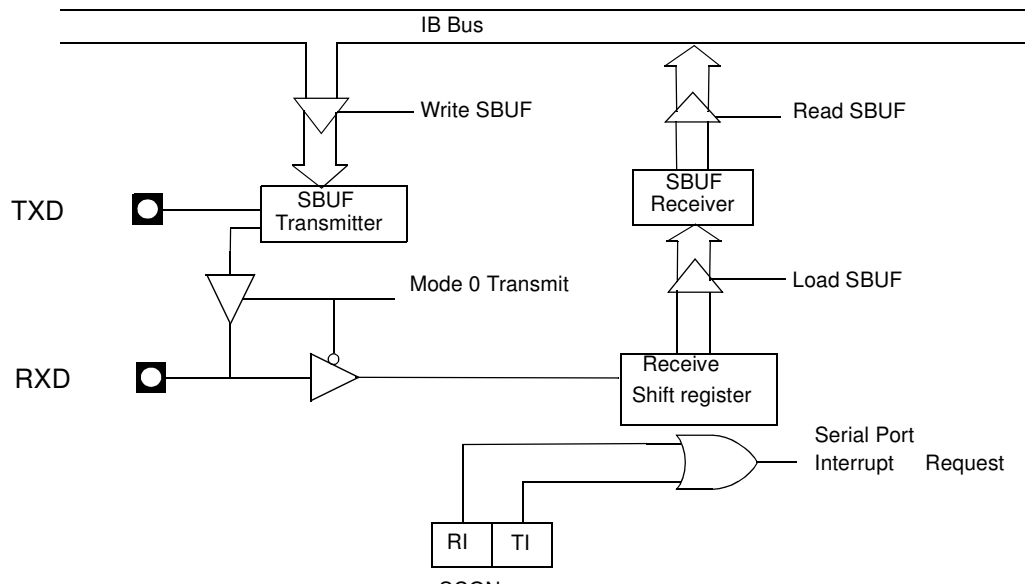 IB Bus
Write SBUF
Read SBUF
SBUF
Transmitter
SBUF
Receiver
TXD
Mode 0 Transmit
Load SBUF
RXD
Receive
Shift register
Serial Port
Interrupt Request
RI
TI